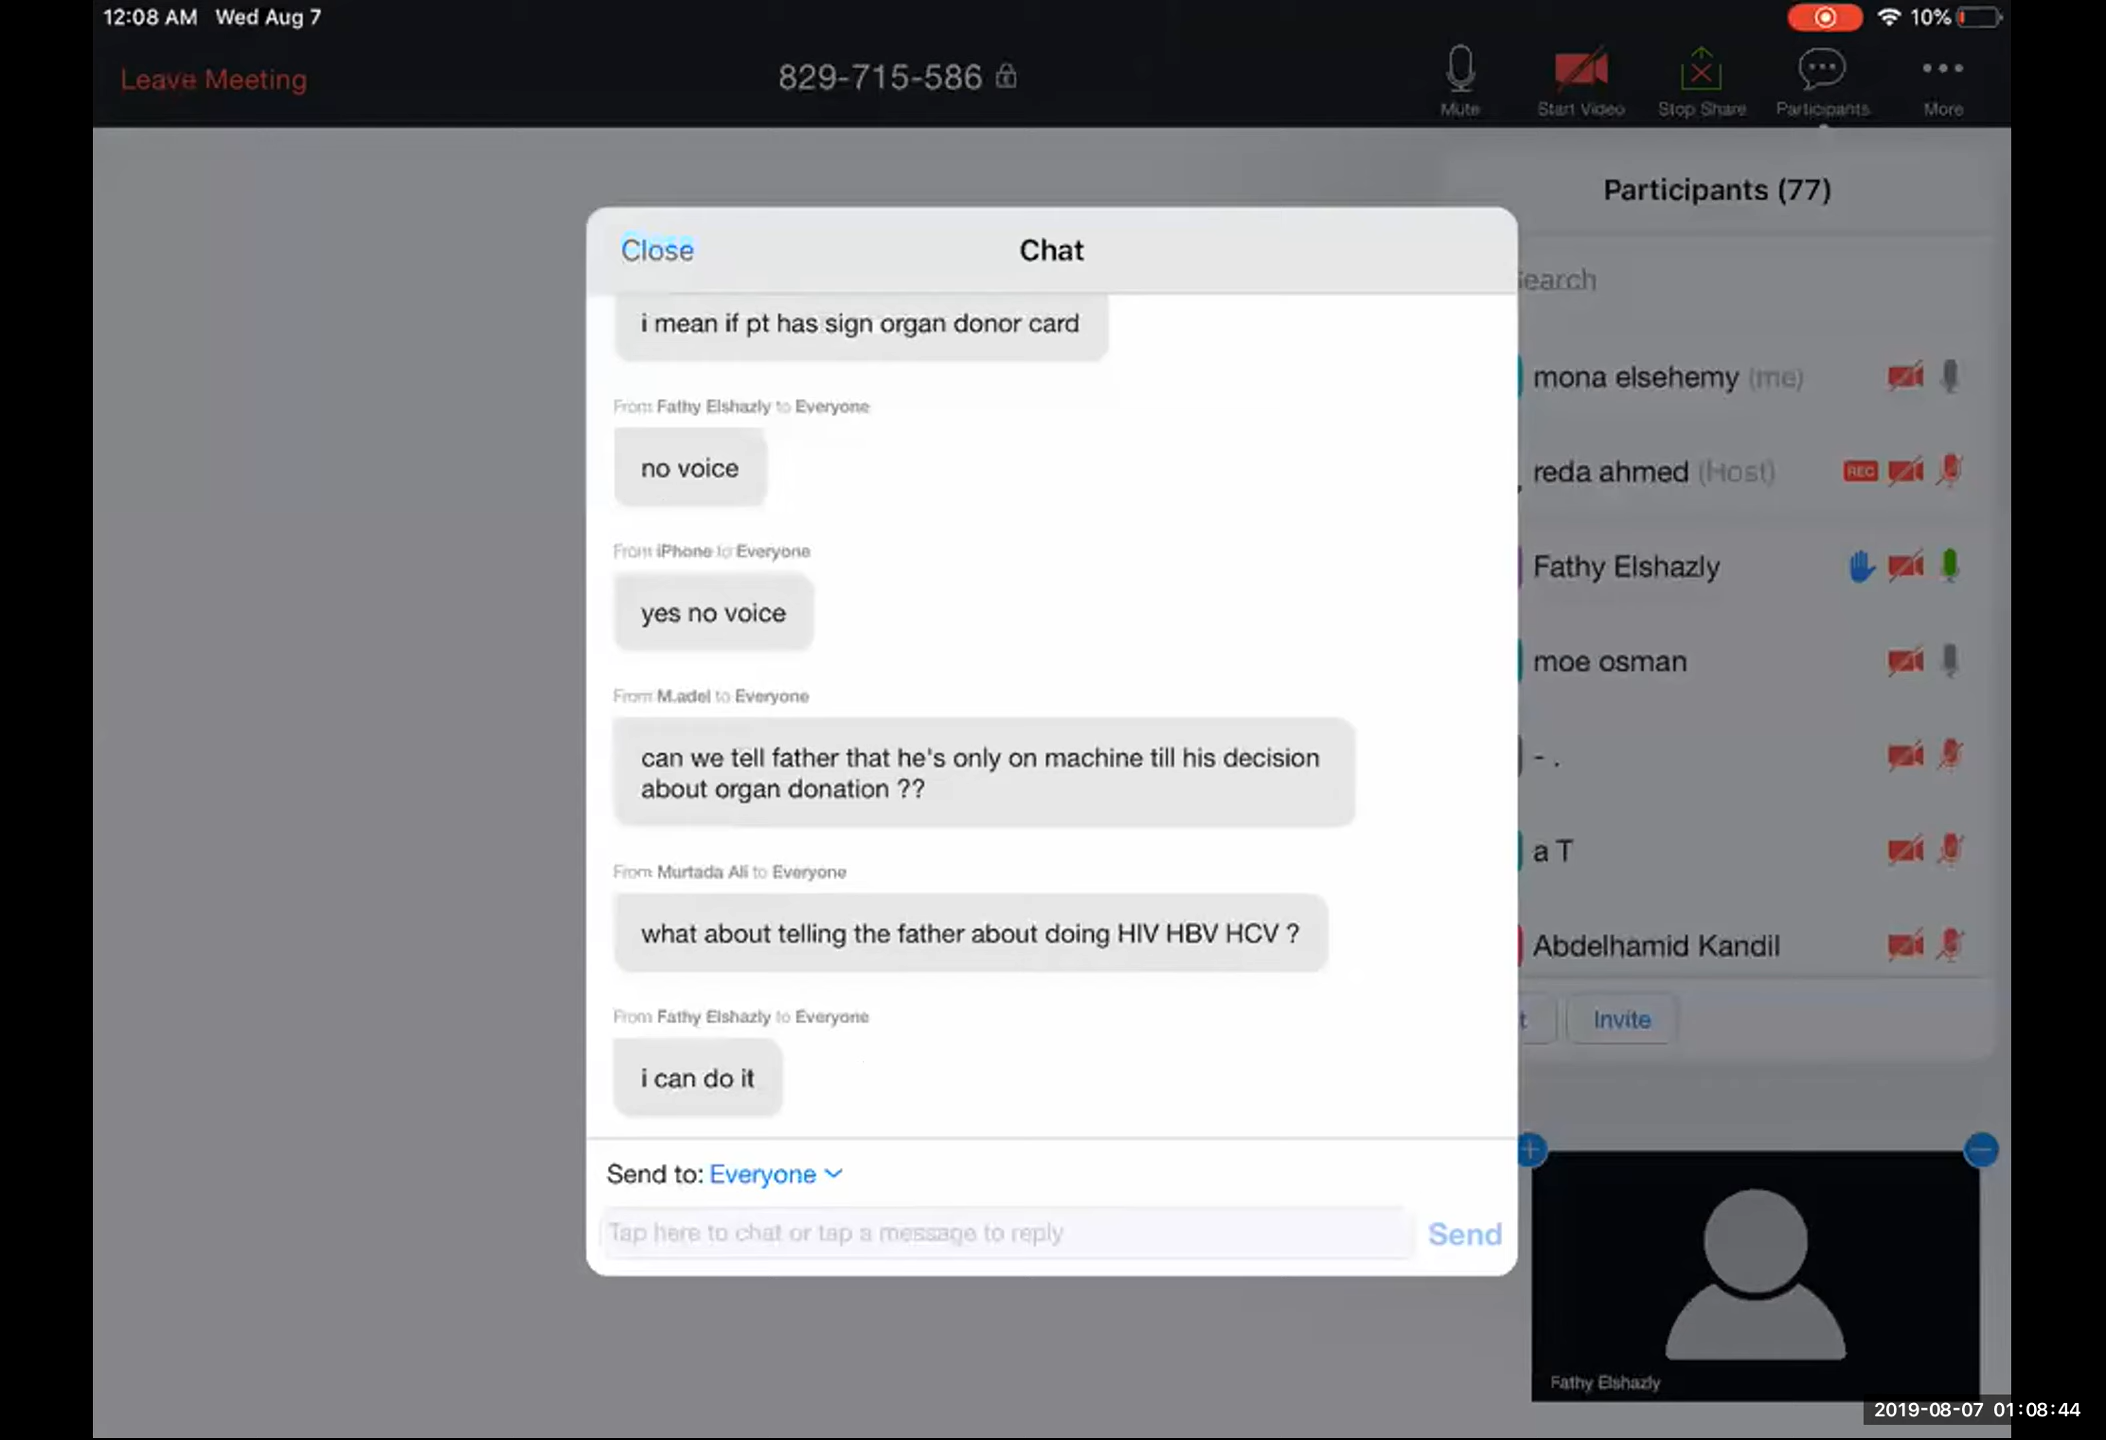 12:08 AM Wed Aug 7
10%
Leave Meeting
829-715-586
Mute
Start Video
Stop Share
Participants
More
Participants (77)
Close
Chat
earch
i mean if pt has sign organ donor card
mona elsehemy (me)
From Fathy Elshazly to Everyone
no voice
reda ahmed (Host)
REC
From iPhone to Everyone
yes no voice
Fathy Elshazly
moe osman
From M.adel to Everyone
can we tell father that he's only on machine till his decision
about organ donation ??
- .
a T
From Murtada Ali to Everyone
what about telling the father about doing HIV HBV HCV ?
Abdelhamid Kandil
From Fathy Elshazly to Everyone
i can do it
t
Invite
Send to: Everyone
Tap here to chat or tap a message to reply
Send
Fathy Elshazly
2019-08-07 01:08:44